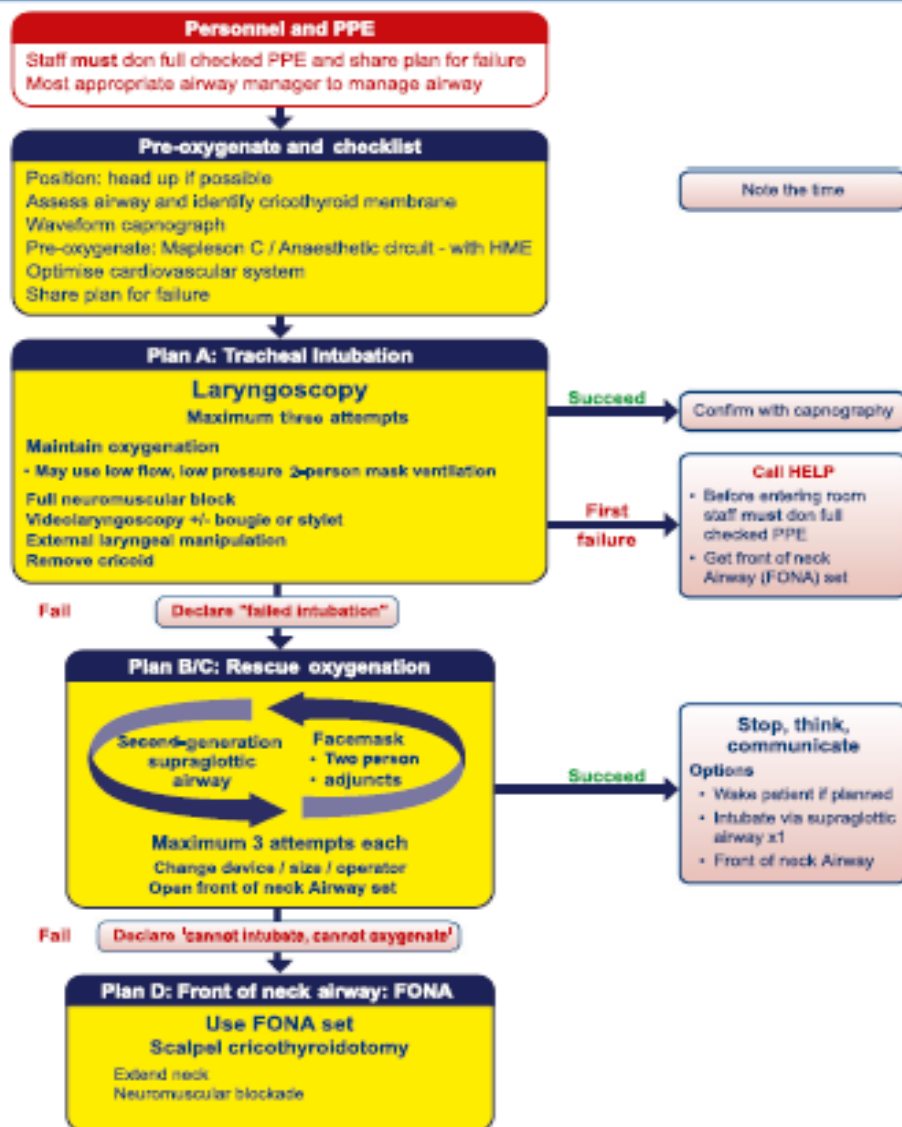 Personnel and PPE
Staff must don full checked PPE and share plan for failure
Most appropriate airway manager to manage airway
Pre-oxygenate and checklist
Position: head up if possible
Assess airway and identify cricothyroid membrane
Waveform capnograph
Pre-oxygenate: Mapleson C / Anaesthetic circuit - with HME
Optimise cardiovascular system
Share plan for failure
Note the time
Plan A: Tracheal Intubation
Laryngoscopy
Maximum three attempts
Maintain oxygenation
• May use low flow, low pressure 2-person mask ventilation
Full neuromuscular block
Videolaryngoscopy +/- bougie or stylet
External laryngeal manipulation
Remove cricoid
Succeed
Confirm with capnography
First
failure
Call HELP
• Before entering room
staff must don full
checked PPE
• Get front of neck
Airway (FONA) set
Fail
Declare "failed intubation"
Plan B/C: Rescue oxygenation
Second-generation
supraglottic
airway
Facemask
• Two person
• adjuncts
Maximum 3 attempts each
Change device / size / operator
Open front of neck Airway set
Succeed
Stop, think,
communicate
Options
• Wake patient if planned
• Intubate via supraglottic
airway x1
• Front of neck Airway
Fail
Declare 'cannot intubate, cannot oxygenate'
Plan D: Front of neck airway: FONA
Use FONA set
Scalpel cricothyroidotomy
Extend neck
Neuromuscular blockade